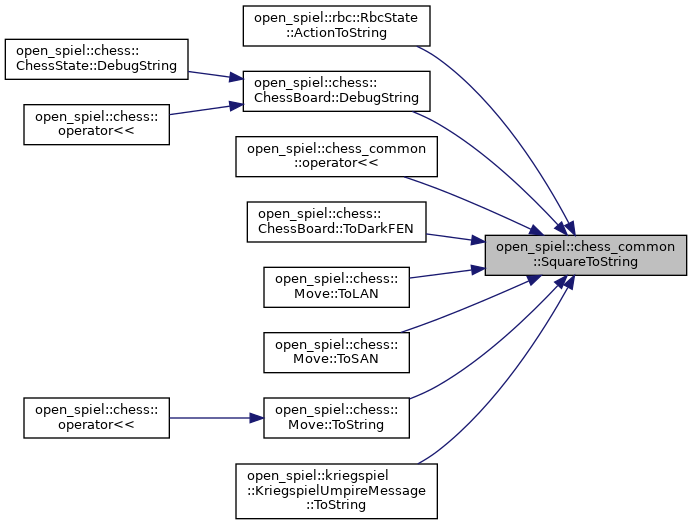 open_spiel::rbc::RbcState
::ActionToString
open_spiel::chess::
ChessState::DebugString
open_spiel::chess::
ChessBoard::DebugString
open_spiel::chess::
operator<<
open_spiel::chess_common
::operator<<
open_spiel::chess::
ChessBoard::ToDarkFEN
open_spiel::chess_common
::SquareToString
open_spiel::chess::
Move::ToLAN
open_spiel::chess::
Move::ToSAN
open_spiel::chess::
operator<<
open_spiel::chess::
Move::ToString
open_spiel::kriegspiel
::KriegspielUmpireMessage
::ToString